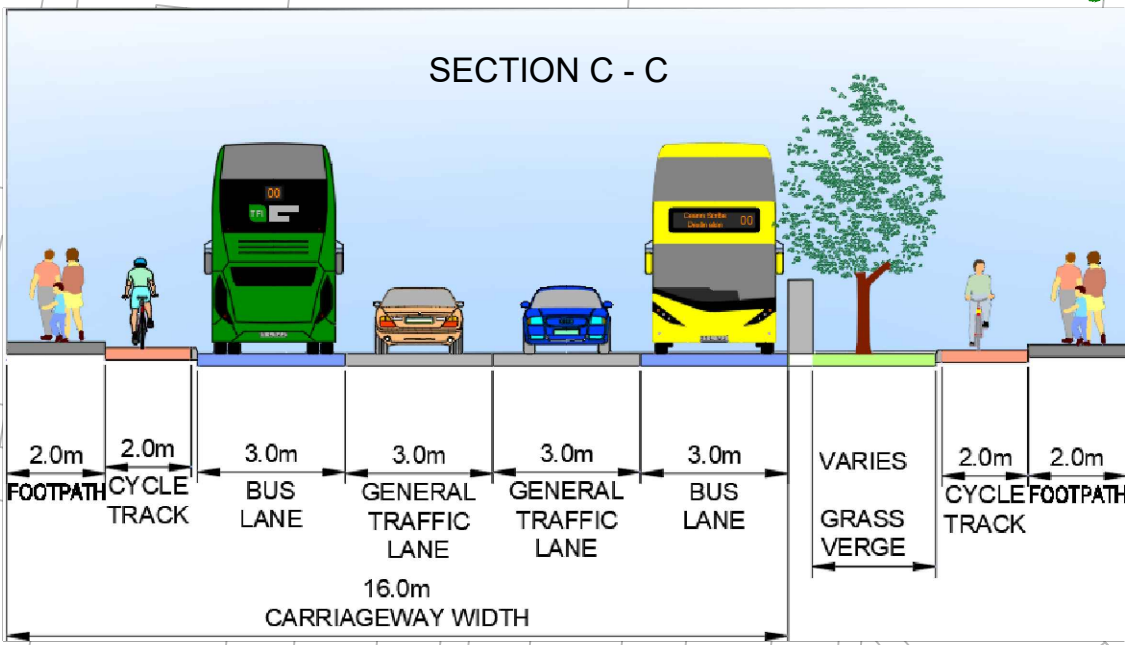 SECTION C - C
00
TFI
00
2.0m
FOOTPATH
2.0m
CYCLE
TRACK
3.0m
BUS
LANE
3.0m
GENERAL
TRAFFIC
LANE
3.0m
GENERAL
TRAFFIC
LANE
3.0m
BUS
LANE
VARIES
GRASS
VERGE
2.0m
CYCLE
TRACK
2.0m
FOOTPATH
16.0m
CARRIAGEWAY WIDTH